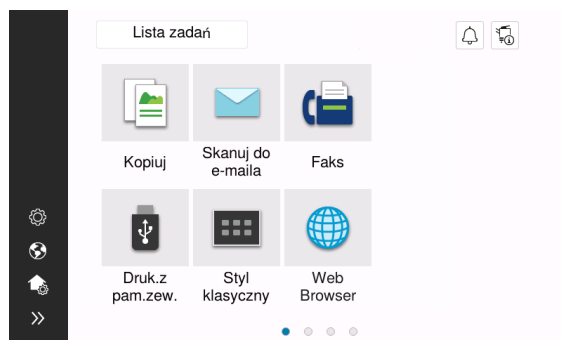 Lista zadań
Kopiuj
Skanuj do
e-maila
Faks
Druk.z
pam.zew.
Styl
klasyczny
Web
Browser